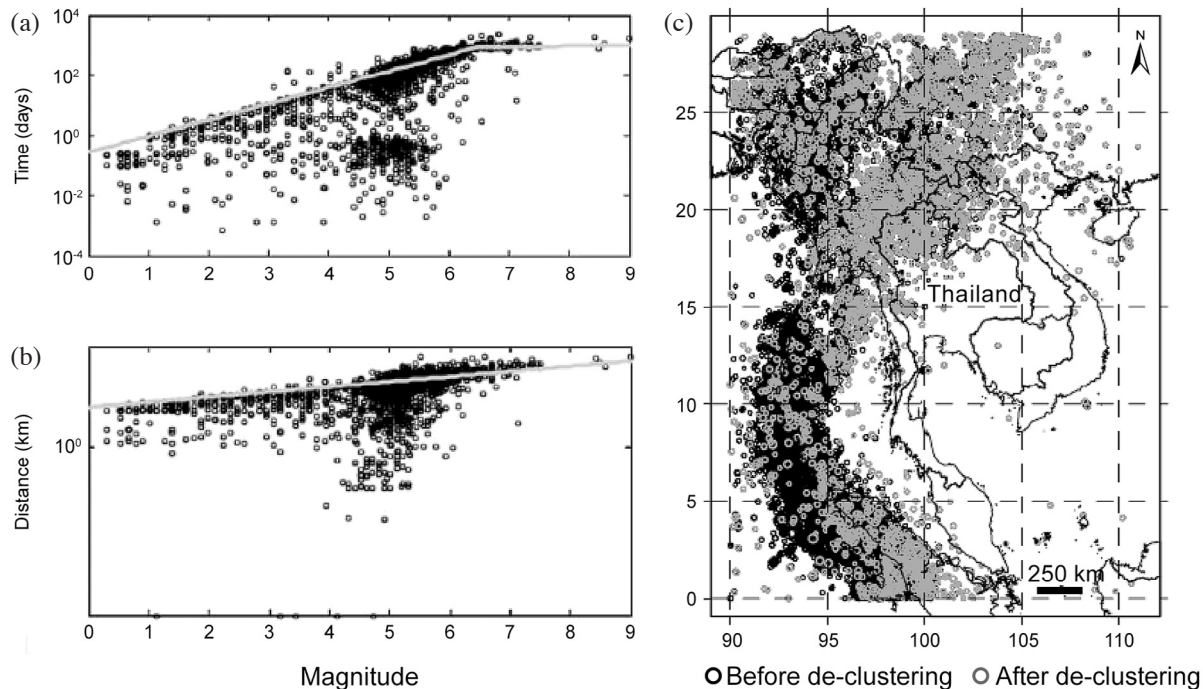 (a)
Time (days)
10^4
10^2
10^0
10^-2
10^-4
0 1 2 3 4 5 6 7 8 9
(b)
Distance (km)
10^0
0 1 2 3 4 5 6 7 8 9
Magnitude
(c)
N
25
20
15
10
5
0
Thailand
250 km
90 95 100 105 110
Before de-clustering After de-clustering